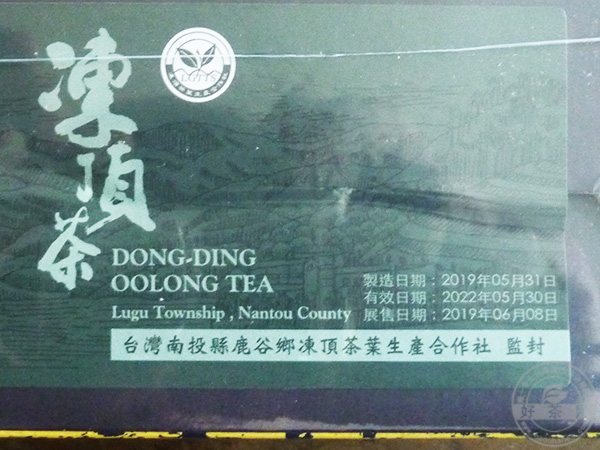 凍頂茶
LGTTS
DONG-DING
OOLONG TEA
Lugu Township , Nantou County
製造日期：2019年05月31日
有效日期：2022年05月30日
展售日期：2019年06月08日
台灣南投縣鹿谷鄉凍頂茶葉生產合作社 監封
好茶